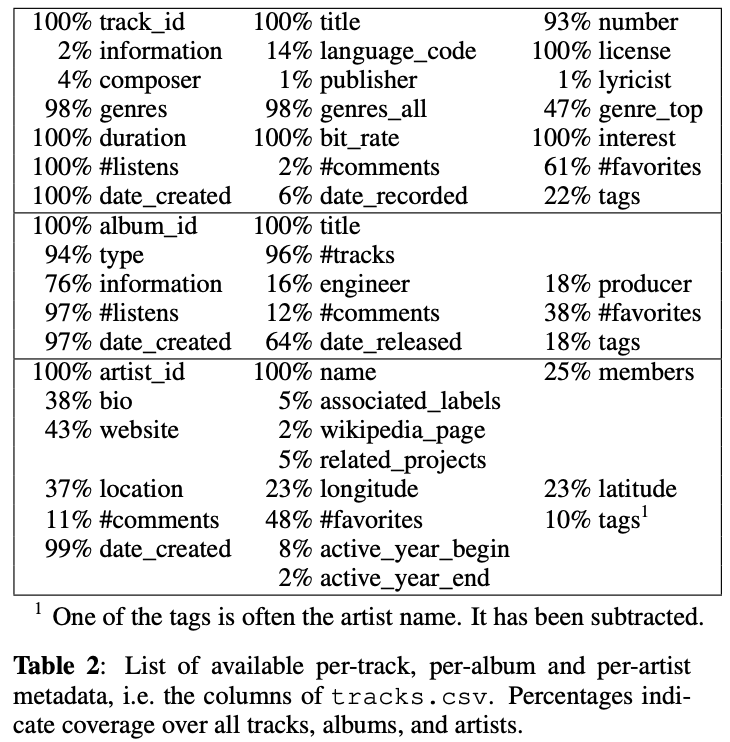 100% track_id 100% title 93% number
2% information 14% language_code 100% license
4% composer 1% publisher 1% lyricist
98% genres 98% genres_all 47% genre_top
100% duration 100% bit_rate 100% interest
100% #listens 2% #comments 61% #favorites
100% date_created 6% date_recorded 22% tags
100% album_id 100% title
94% type 96% #tracks
76% information 16% engineer 18% producer
97% #listens 12% #comments 38% #favorites
97% date_created 64% date_released 18% tags
100% artist_id 100% name 25% members
38% bio 5% associated_labels
43% website 2% wikipedia_page
5% related_projects
37% location 23% longitude 23% latitude
11% #comments 48% #favorites 10% tags¹
99% date_created 8% active_year_begin
2% active_year_end
¹ One of the tags is often the artist name. It has been subtracted.
Table 2: List of available per-track, per-album and per-artist
metadata, i.e. the columns of tracks.csv. Percentages indi-
cate coverage over all tracks, albums, and artists.